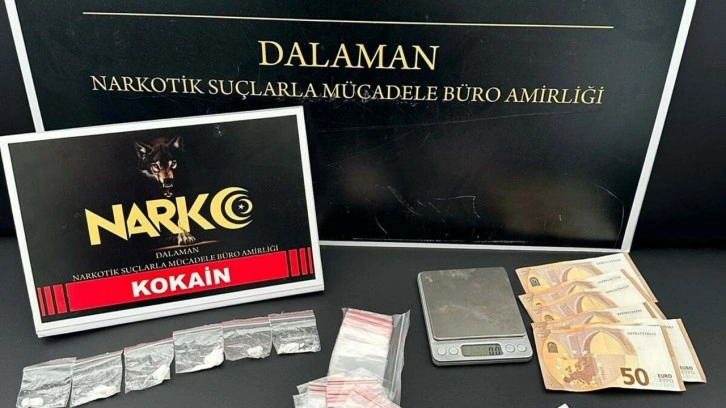 DALAMAN
NARKOTİK SUÇLARLA MÜCADELE BÜRO AMİRLİĞİ
NARKO
DALAMAN
NARKOTİK SUÇLARLA MÜCADELE BÜRO AMİRLİĞİ
KOKAİN
50
EURO
ΕΥΡΩ